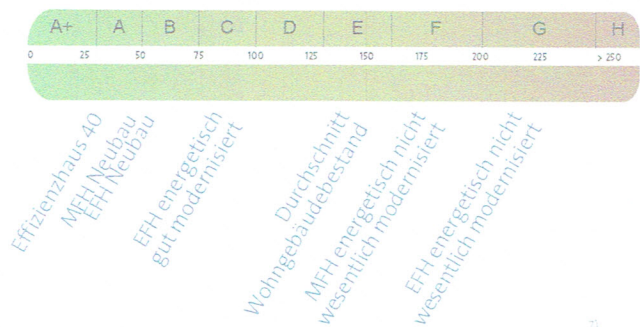 A+ A B C D E F G H
0 25 50 75 100 125 150 175 200 225 > 250
Effizienzhaus 40
MFH Neubau
EFH Neubau
EFH energetisch
gut modernisiert
Durchschnitt
Wohngebäudebestand
MFH energetisch nicht
wesentlich modernisiert
EFH energetisch nicht
wesentlich modernisiert